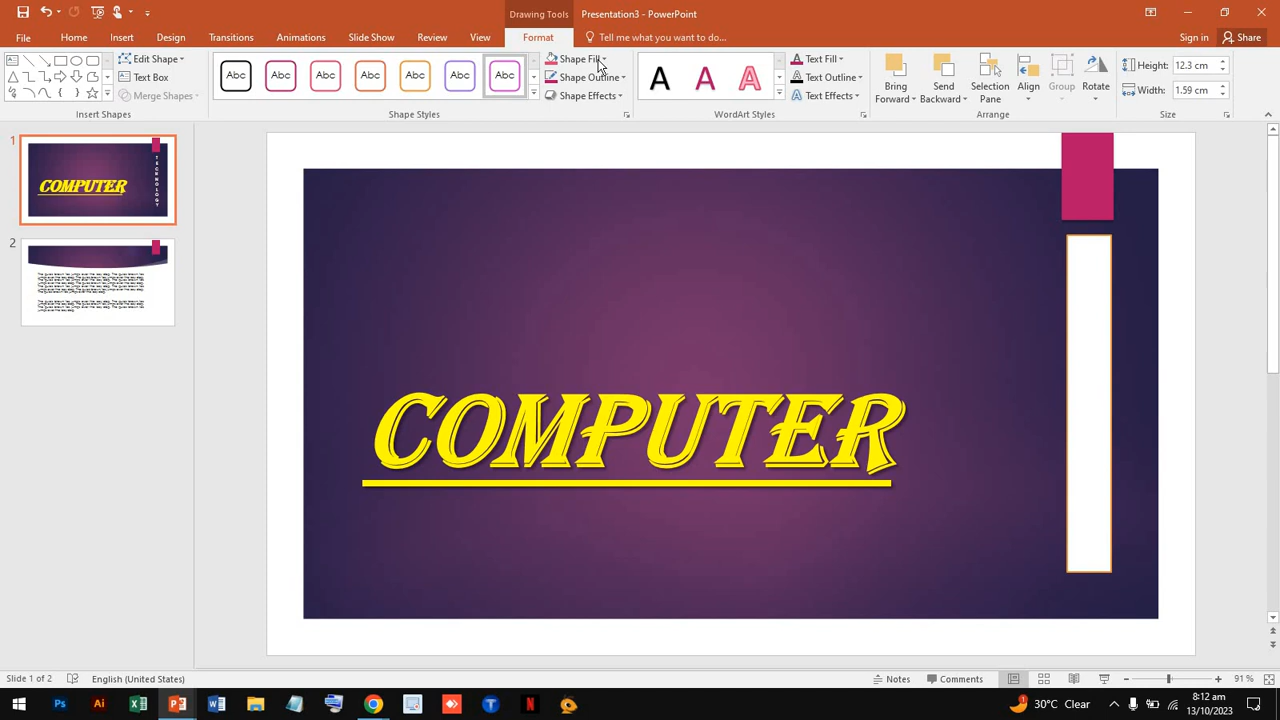 Drawing Tools
Presentation3 - PowerPoint
File
Home
Insert
Design
Transitions
Animations
Slide Show
Review
View
Format
Tell me what you want to do...
Sign in
Share
Edit Shape
Text Box
Merge Shapes
Insert Shapes
Abc Abc Abc Abc Abc Abc Abc
Shape Fill
Shape Outline
Shape Effects
Shape Styles
A A A
Text Fill
Text Outline
Text Effects
WordArt Styles
Bring Forward
Send Backward
Selection Pane
Align
Group
Rotate
Arrange
Height: 12.3 cm
Width: 1.59 cm
Size
1
COMPUTER
TECHNOLOGY
2
COMPUTER
Slide 1 of 2
English (United States)
Notes
Comments
91 %
30°C Clear
8:12 am
13/10/2023